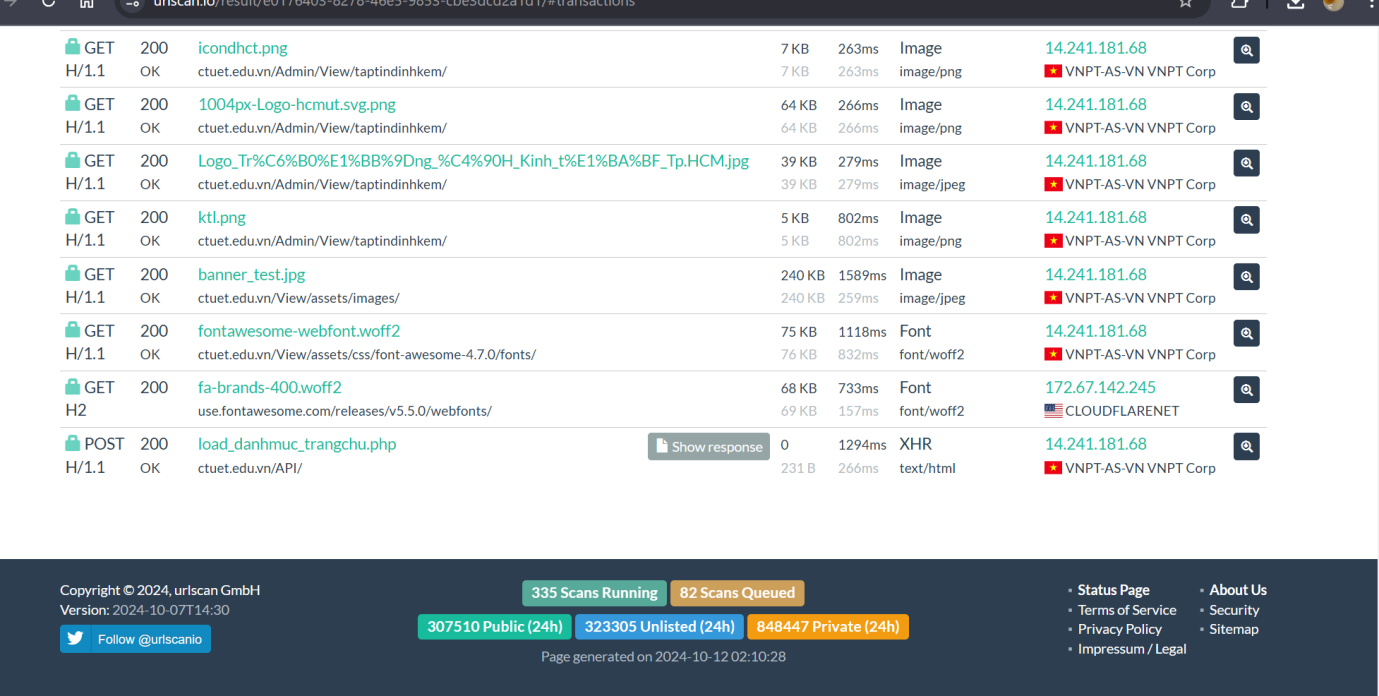 urlscan.io/result/e0176403-8278-46e5-9853-cbe3dcd2a1d1/#transactions
GET 200 icondhct.png 7 KB 263ms Image 14.241.181.68
H/1.1 OK ctuet.edu.vn/Admin/View/taptindinhkem/ 7 KB 263ms image/png VNPT-AS-VN VNPT Corp
GET 200 1004px-Logo-hcmut.svg.png 64 KB 266ms Image 14.241.181.68
H/1.1 OK ctuet.edu.vn/Admin/View/taptindinhkem/ 64 KB 266ms image/png VNPT-AS-VN VNPT Corp
GET 200 Logo_Tr%C6%B0%E1%BB%9Dng_%C4%90H_Kinh_t%E1%BA%BF_Tp.HCM.jpg 39 KB 279ms Image 14.241.181.68
H/1.1 OK ctuet.edu.vn/Admin/View/taptindinhkem/ 39 KB 279ms image/jpeg VNPT-AS-VN VNPT Corp
GET 200 ktl.png 5 KB 802ms Image 14.241.181.68
H/1.1 OK ctuet.edu.vn/Admin/View/taptindinhkem/ 5 KB 802ms image/png VNPT-AS-VN VNPT Corp
GET 200 banner_test.jpg 240 KB 1589ms Image 14.241.181.68
H/1.1 OK ctuet.edu.vn/View/assets/images/ 240 KB 259ms image/jpeg VNPT-AS-VN VNPT Corp
GET 200 fontawesome-webfont.woff2 75 KB 1118ms Font 14.241.181.68
H/1.1 OK ctuet.edu.vn/View/assets/css/font-awesome-4.7.0/fonts/ 76 KB 832ms font/woff2 VNPT-AS-VN VNPT Corp
GET 200 fa-brands-400.woff2 68 KB 733ms Font 172.67.142.245
H2 use.fontawesome.com/releases/v5.5.0/webfonts/ 69 KB 157ms font/woff2 CLOUDFLARENET
POST 200 load_danhmuc_trangchu.php Show response 0 1294ms XHR 14.241.181.68
H/1.1 OK ctuet.edu.vn/API/ 231 B 266ms text/html VNPT-AS-VN VNPT Corp
Copyright © 2024, urlscan GmbH
Version: 2024-10-07T14:30
Follow @urlscanio
335 Scans Running 82 Scans Queued
307510 Public (24h) 323305 Unlisted (24h) 848447 Private (24h)
Page generated on 2024-10-12 02:10:28
Status Page
Terms of Service
Privacy Policy
Impressum / Legal
About Us
Security
Sitemap